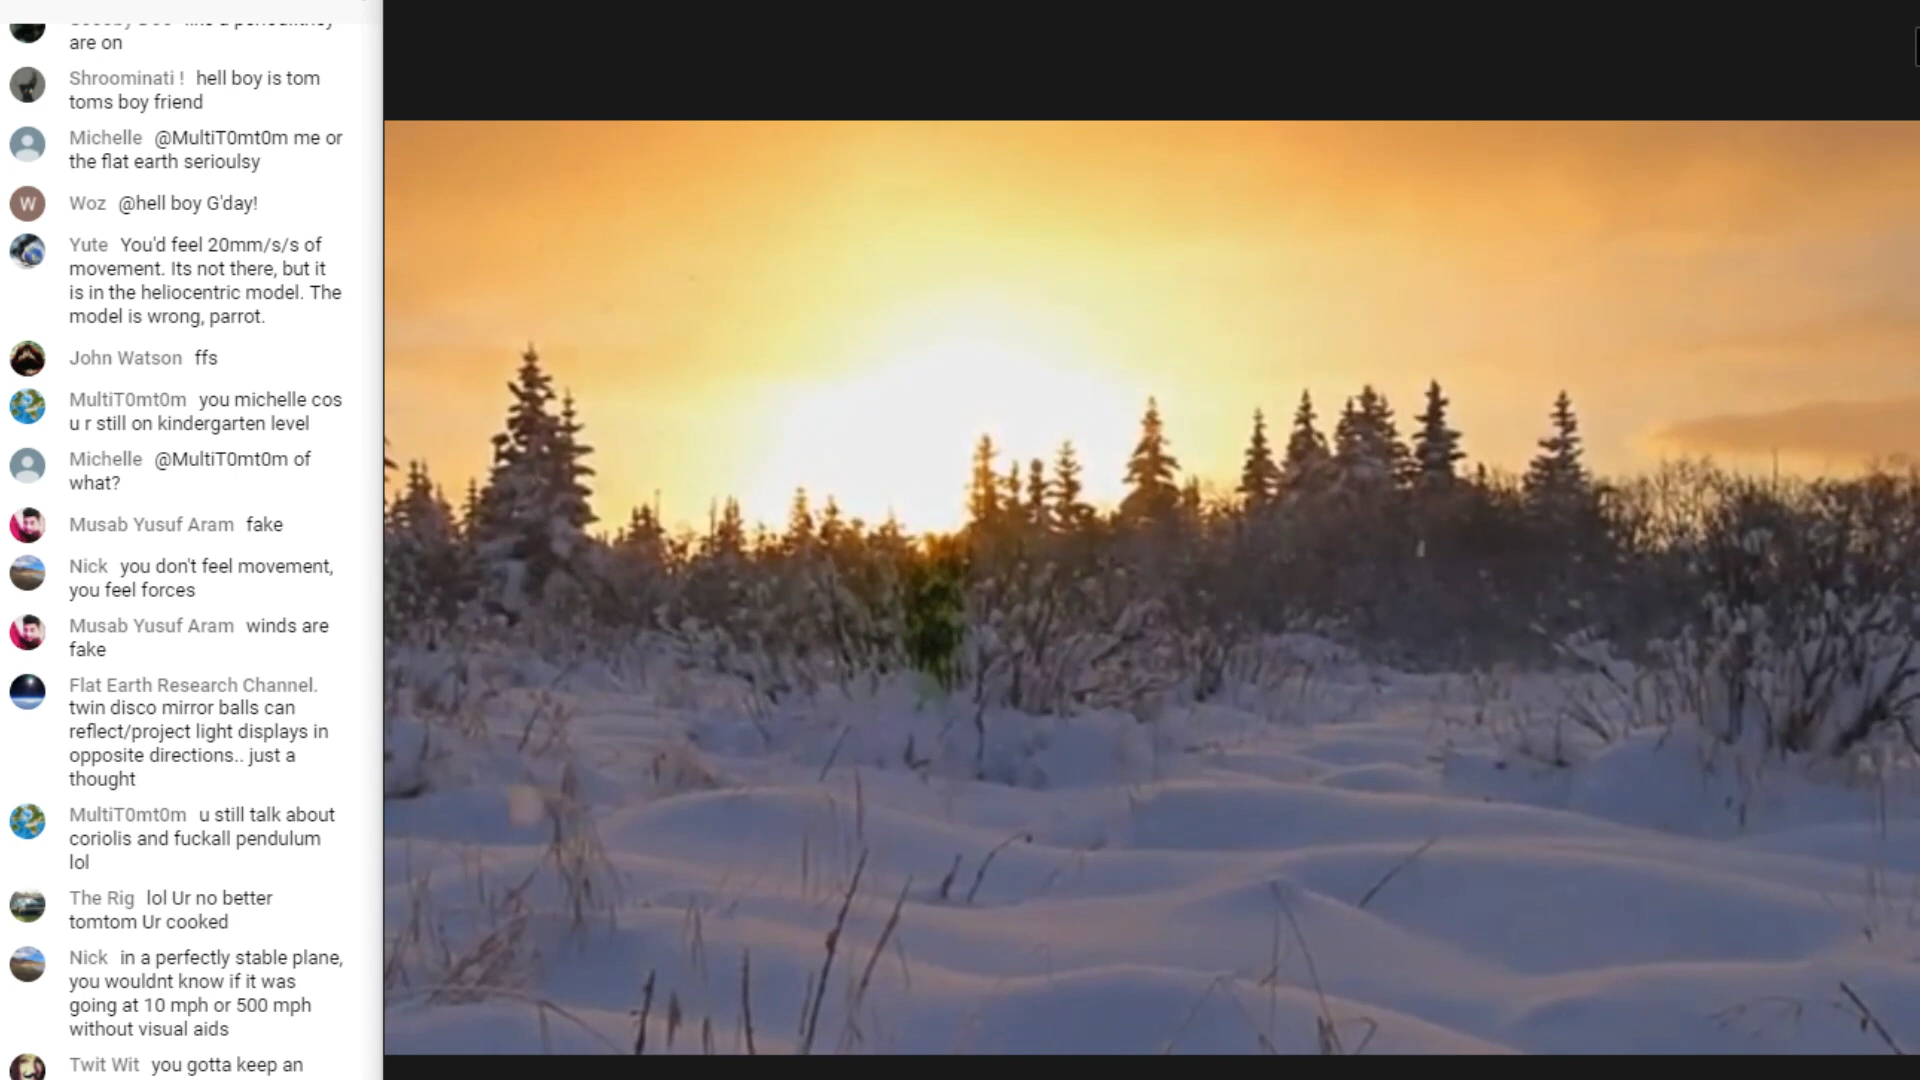 are on
Shroominati ! hell boy is tom
toms boy friend
Michelle @MultiT0mt0m me or
the flat earth serioulsy
W
Woz @hell boy G'day!
Yute You'd feel 20mm/s/s of
movement. Its not there, but it
is in the heliocentric model. The
model is wrong, parrot.
John Watson ffs
MultiT0mt0m you michelle cos
u r still on kindergarten level
Michelle @MultiT0mt0m of
what?
Musab Yusuf Aram fake
Nick you don't feel movement,
you feel forces
Musab Yusuf Aram winds are
fake
Flat Earth Research Channel.
twin disco mirror balls can
reflect/project light displays in
opposite directions.. just a
thought
MultiT0mt0m u still talk about
coriolis and fuckall pendulum
lol
The Rig lol Ur no better
tomtom Ur cooked
Nick in a perfectly stable plane,
you wouldnt know if it was
going at 10 mph or 500 mph
without visual aids
Twit Wit you gotta keep an